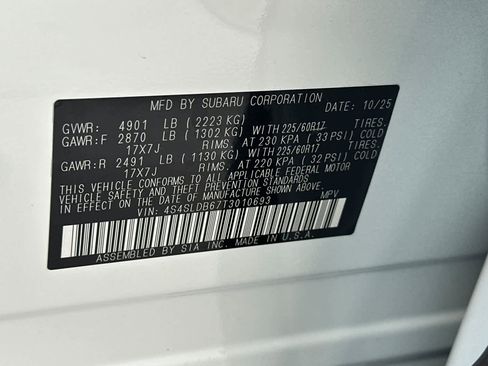 MFD BY SUBARU CORPORATION DATE: 10/25
GVWR: 4901 LB (2223 KG)
GAWR:F 2870 LB (1302 KG) WITH 225/60R17 TIRES.
17X7J RIMS. AT 230 KPA (33 PSI) COLD
GAWR:R 2491 LB (1130 KG) WITH 225/60R17 TIRES.
17X7J RIMS. AT 220 KPA (32 PSI) COLD
THIS VEHICLE CONFORMS TO ALL APPLICABLE FEDERAL MOTOR
VEHICLE SAFETY AND THEFT PREVENTION STANDARDS IN EFFECT ON
THE DATE OF MANUFACTURE SHOWN ABOVE.
VIN: 4S4SLDB67T3010693 MPV
ASSEMBLED BY SIA INC. MADE IN U.S.A.